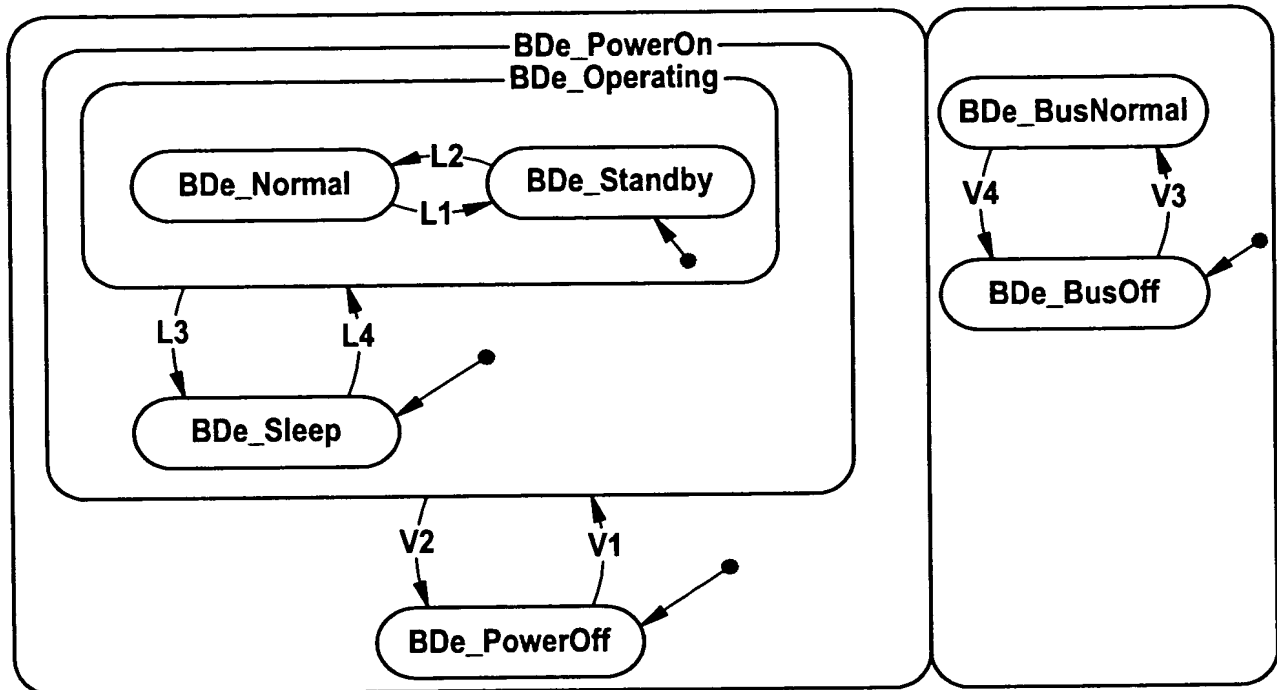 BDe_PowerOn
BDe_Operating
BDe_Normal
L2
L1
BDe_Standby
L3
L4
BDe_Sleep
V2
V1
BDe_PowerOff
BDe_BusNormal
V4
V3
BDe_BusOff